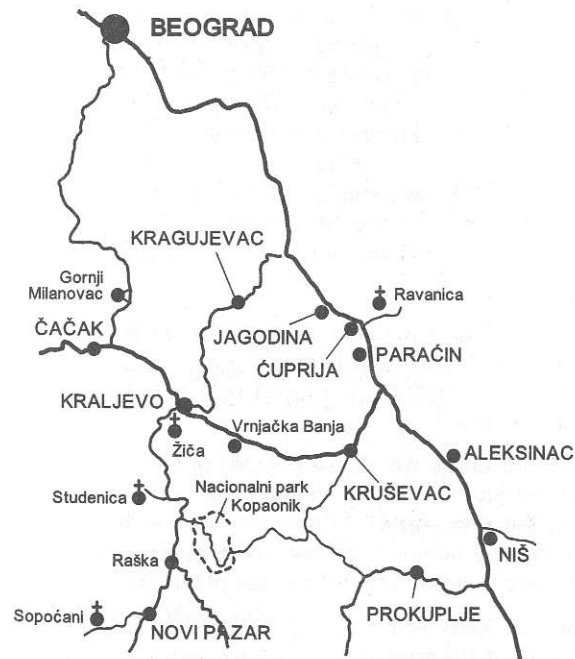 BEOGRAD
KRAGUJEVAC
Gornji
Milanovac
Ravanica
JAGODINA
ČAČAK
ĆUPRIJA
PARAĆIN
KRALJEVO
Vrnjačka Banja
Žiča
ALEKSINAC
Studenica
Nacionalni park
Kopaonik
KRUŠEVAC
NIŠ
Raška
PROKUPLJE
Sopoćani
NOVI PAZAR